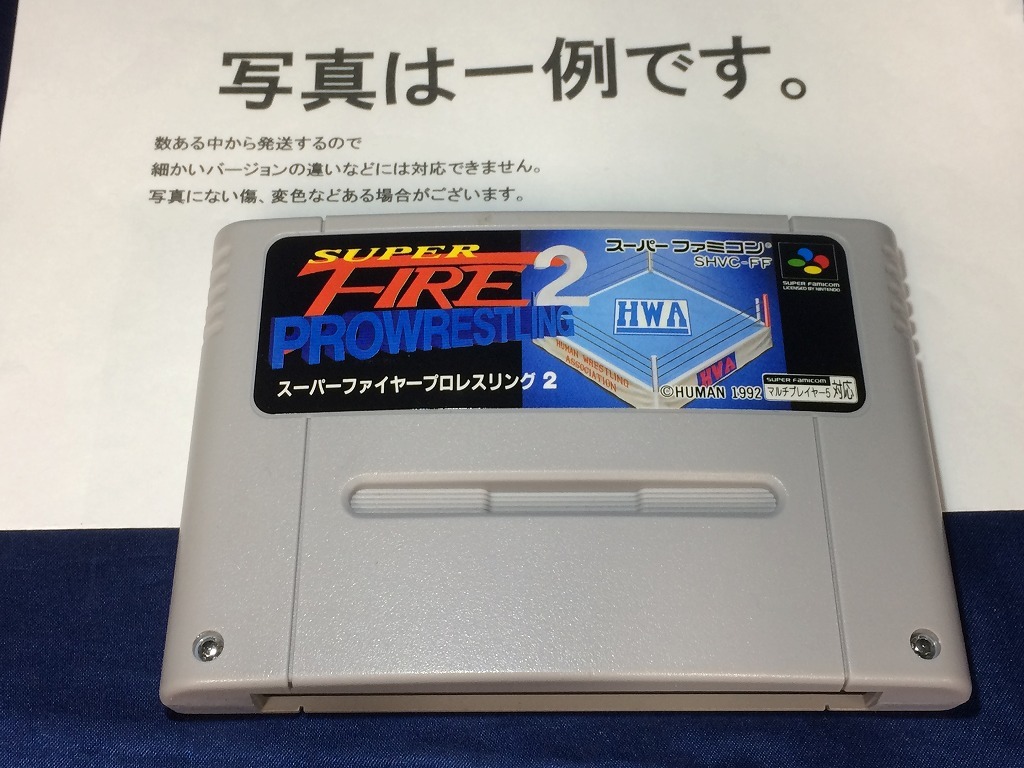 写真は一例です。
数ある中から発送するので
細かいバージョンの違いなどには対応できません。
写真にない傷、変色などある場合がございます。
SUPER
FIRE 2
PROWRESTLING
スーパーファイヤープロレスリング 2
スーパーファミコン®
SHVC-FF
SUPER FAMICOM
LICENSED BY NINTENDO
HWA
HUMAN WRESTLING
ASSOCIATION
HWA
©HUMAN 1992
SUPER FAMICOM
マルチプレイヤー5 対応